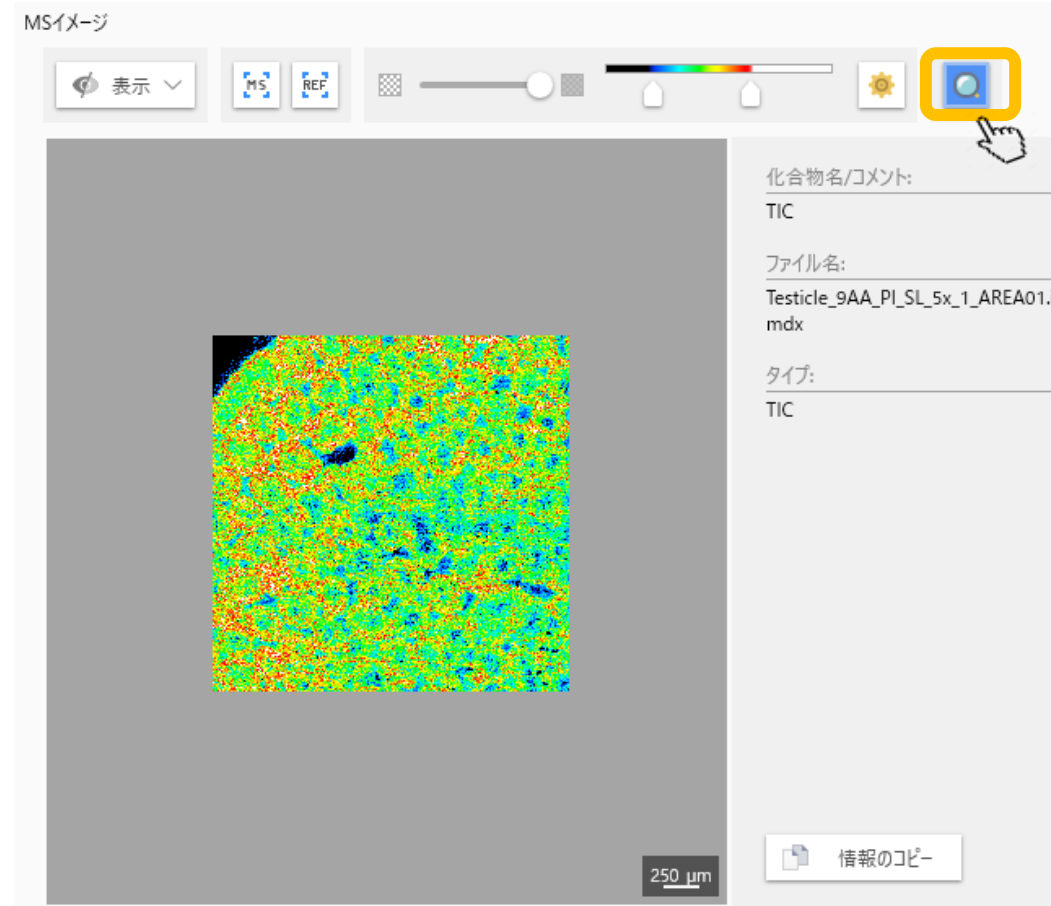 MSイメージ
表示
MS
REF
化合物名/コメント:
TIC
ファイル名:
Testicle_9AA_PI_SL_5x_1_AREA01.i
mdx
タイプ:
TIC
情報のコピー
250 μm